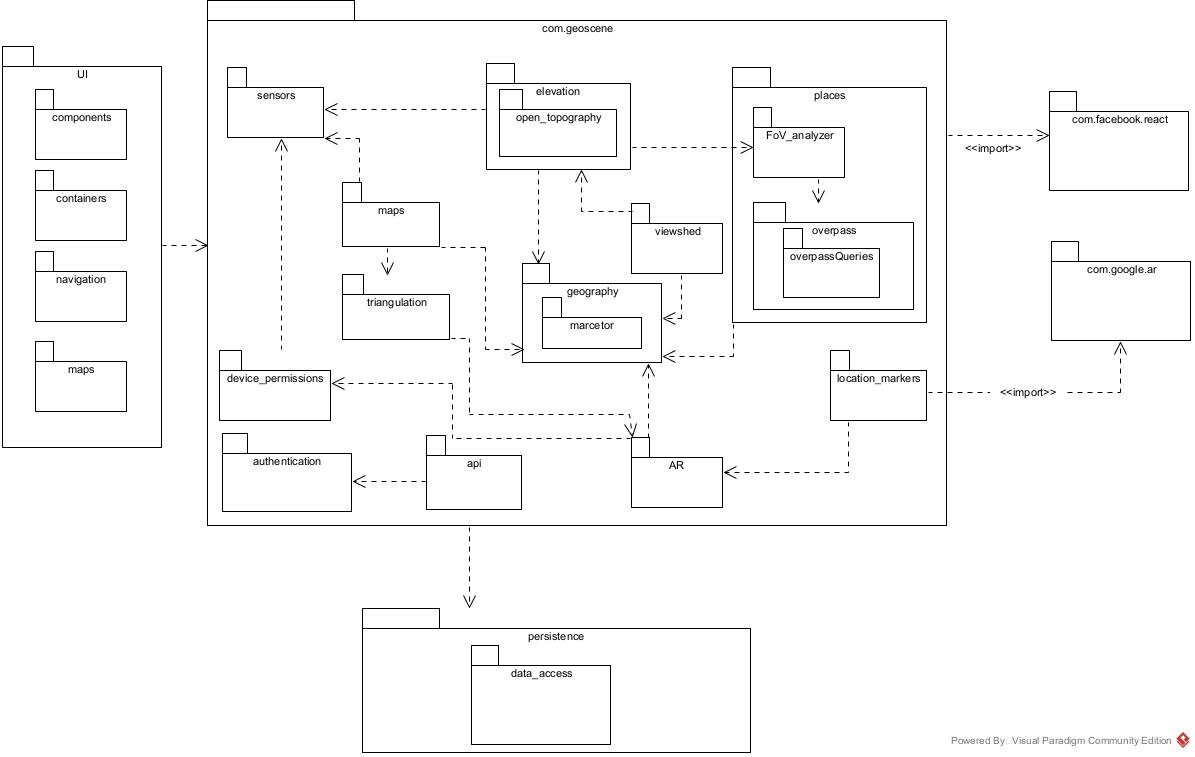 com.geoscene
UI
components
containers
navigation
maps
sensors
elevation
open_topography
places
FoV_analyzer
overpass
overpassQueries
maps
viewshed
triangulation
geography
marcetor
device_permissions
location_markers
authentication
api
AR
com.facebook.react
<<import>>
com.google.ar
<<import>>
persistence
data_access
Powered By Visual Paradigm Community Edition